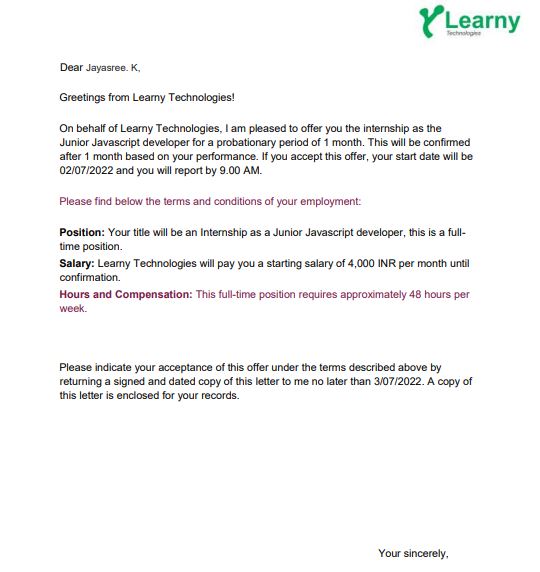 Learny
Technologies
Dear Jayasree. K,
Greetings from Learny Technologies!
On behalf of Learny Technologies, I am pleased to offer you the internship as the
Junior Javascript developer for a probationary period of 1 month. This will be confirmed
after 1 month based on your performance. If you accept this offer, your start date will be
02/07/2022 and you will report by 9.00 AM.
Please find below the terms and conditions of your employment:
Position: Your title will be an Internship as a Junior Javascript developer, this is a full-
time position.
Salary: Learny Technologies will pay you a starting salary of 4,000 INR per month until
confirmation.
Hours and Compensation: This full-time position requires approximately 48 hours per
week.
Please indicate your acceptance of this offer under the terms described above by
returning a signed and dated copy of this letter to me no later than 3/07/2022. A copy of
this letter is enclosed for your records.
Your sincerely,